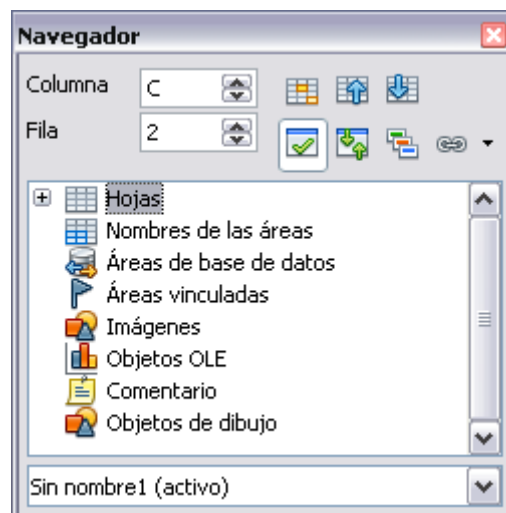 Navegador
Columna C
Fila 2
Hojas
Nombres de las áreas
Áreas de base de datos
Áreas vinculadas
Imágenes
Objetos OLE
Comentario
Objetos de dibujo
Sin nombre1 (activo)